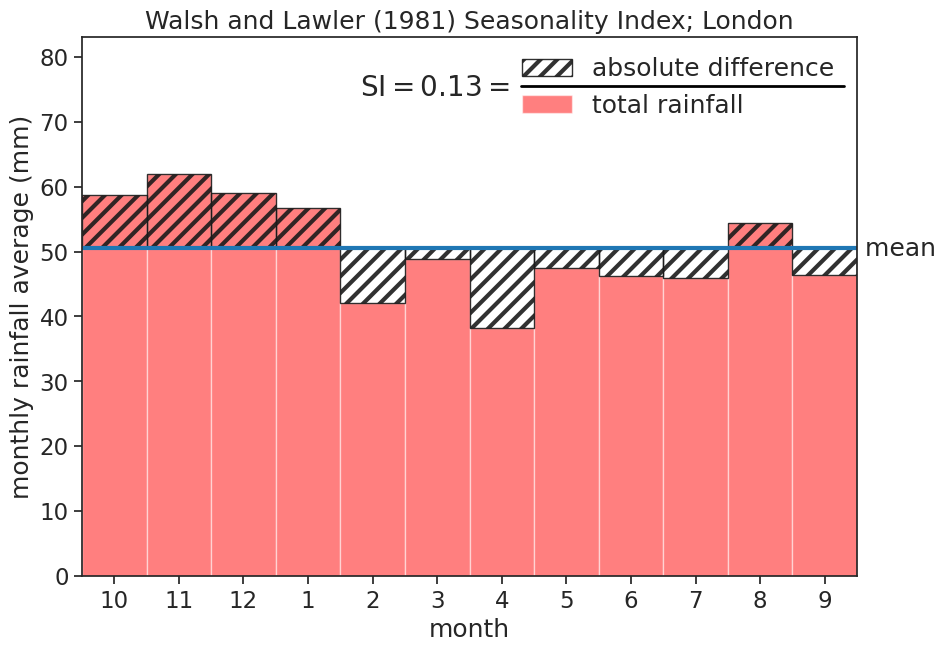 Walsh and Lawler (1981) Seasonality Index; London
80
70
60
50
40
30
20
10
0
monthly rainfall average (mm)
SI = 0.13 =
absolute difference
total rainfall
mean
10 11 12 1 2 3 4 5 6 7 8 9
month